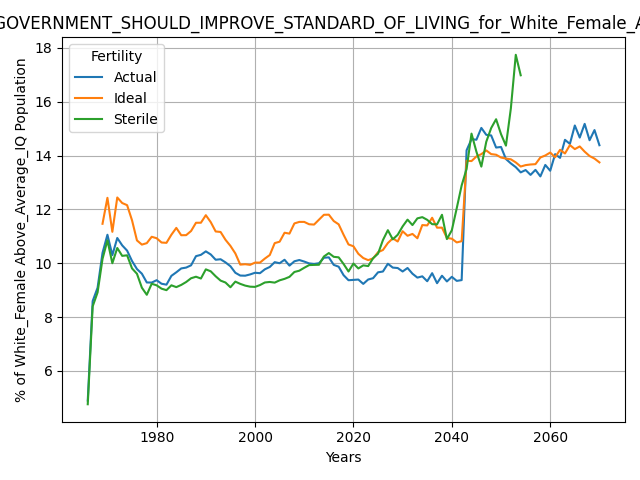 GOVERNMENT_SHOULD_IMPROVE_STANDARD_OF_LIVING_for_White_Female_A
% of White_Female Above_Average_IQ Population
18
16
14
12
10
8
6
Fertility
Actual
Ideal
Sterile
1980 2000 2020 2040 2060
Years